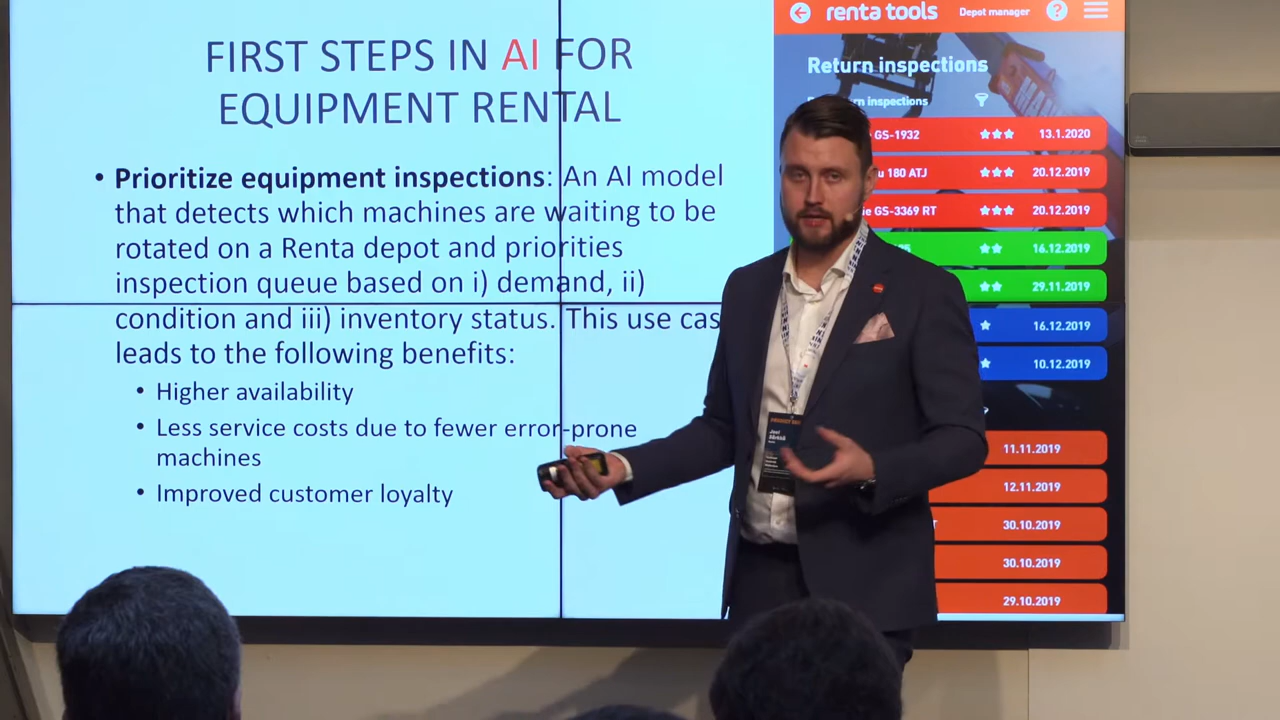 FIRST STEPS IN AI FOR
EQUIPMENT RENTAL
• Prioritize equipment inspections: An AI model
that detects which machines are waiting to be
rotated on a Renta depot and priorities
inspection queue based on i) demand, ii)
condition and iii) inventory status. This use cas
leads to the following benefits:
• Higher availability
• Less service costs due to fewer error-prone
machines
• Improved customer loyalty
renta tools Depot manager ?
Return inspections
rn inspections
GS-1932 13.1.2020
u 180 ATJ 20.12.2019
ie GS-3369 RT 20.12.2019
16.12.2019
29.11.2019
16.12.2019
10.12.2019
11.11.2019
12.11.2019
30.10.2019
30.10.2019
29.10.2019
Joel